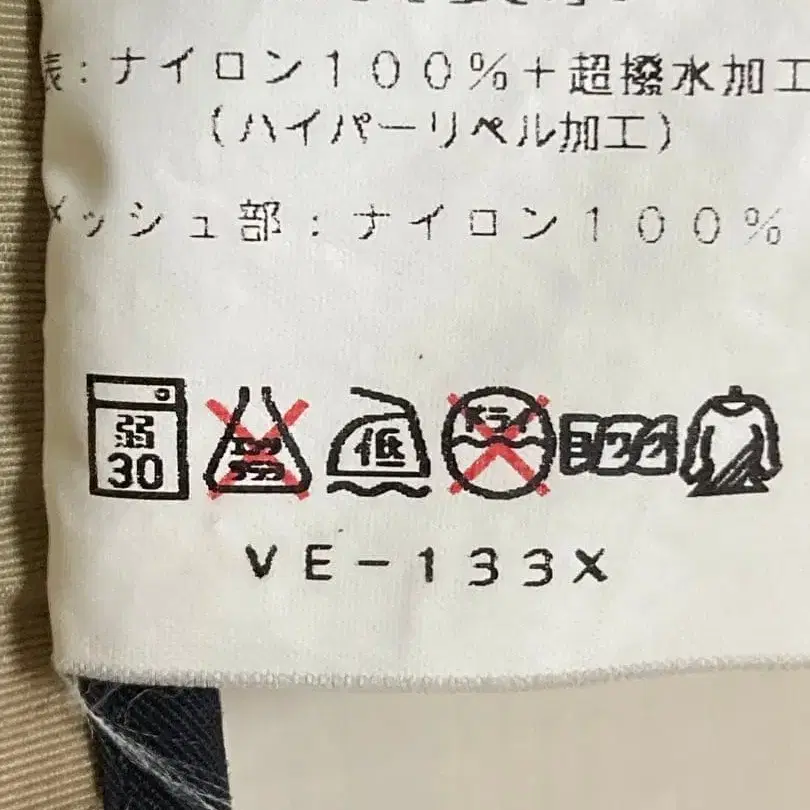 表：ナイロン１００％＋超撥水加工
（ハイパーリペル加工）
メッシュ部：ナイロン１００％
弱
30
低
ドライ
VE-133X